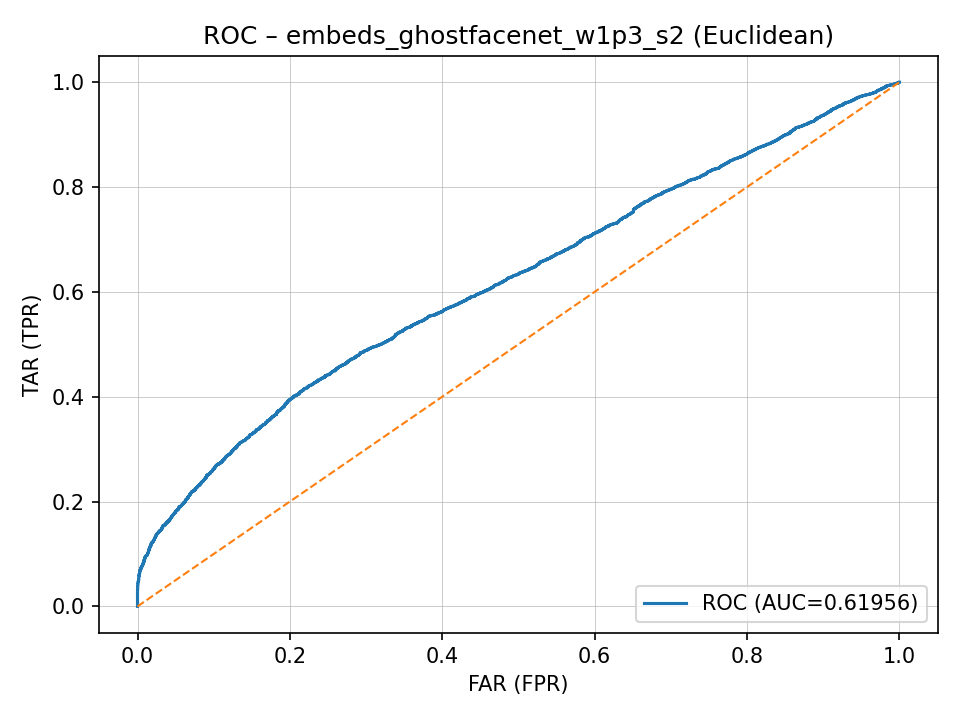 ROC – embeds_ghostfacenet_w1p3_s2 (Euclidean)
1.0
0.8
0.6
0.4
0.2
0.0
TAR (TPR)
ROC (AUC=0.61956)
0.0 0.2 0.4 0.6 0.8 1.0
FAR (FPR)